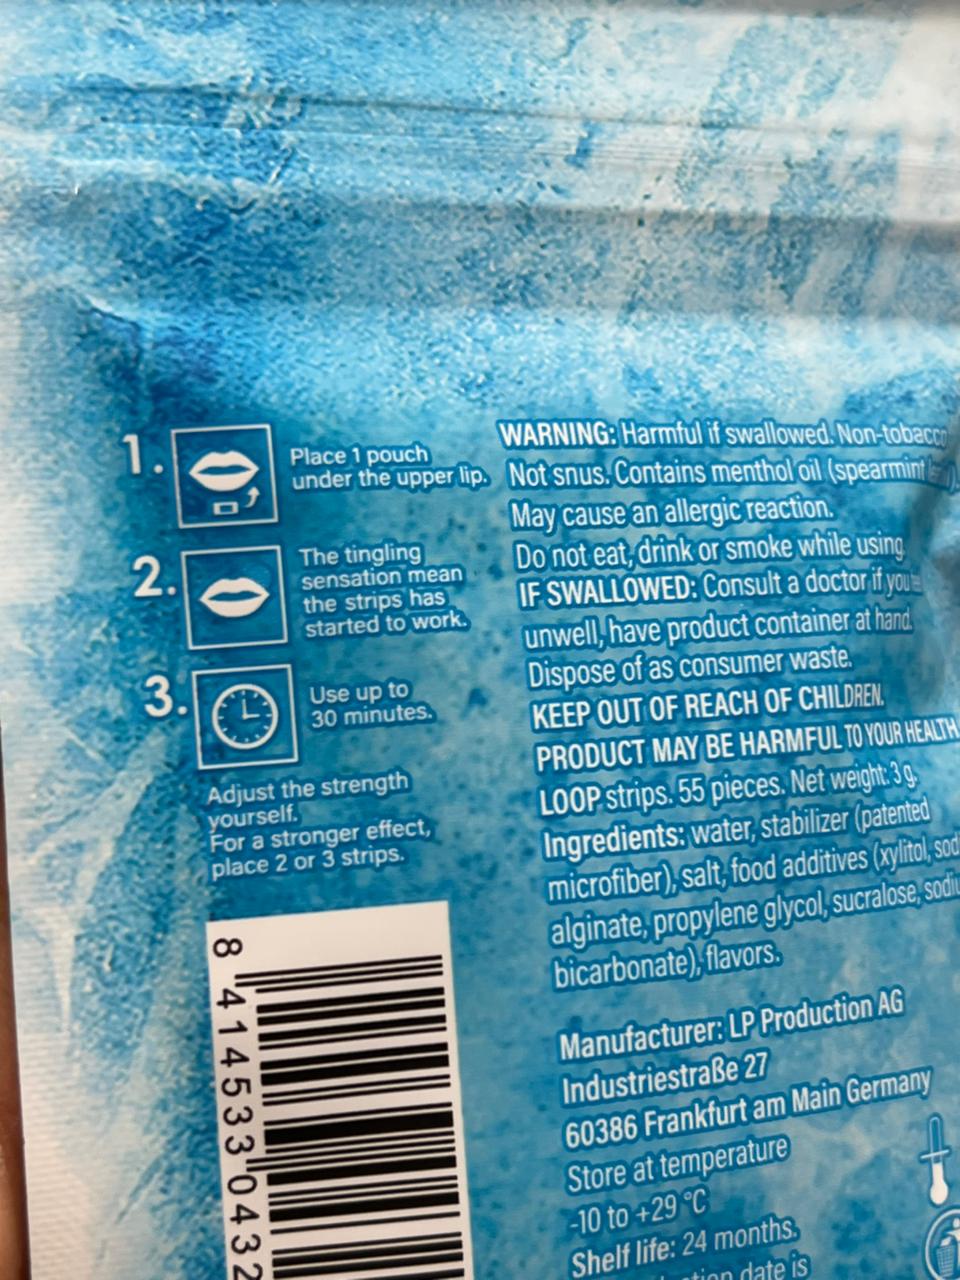 1.
Place 1 pouch
under the upper lip.
2.
The tingling
sensation mean
the strips has
started to work.
3.
Use up to
30 minutes.
Adjust the strength
yourself.
For a stronger effect,
place 2 or 3 strips.
8 414533 0432
WARNING: Harmful if swallowed. Non-tobacco
Not snus. Contains menthol oil (spearmint
May cause an allergic reaction.
Do not eat, drink or smoke while using.
IF SWALLOWED: Consult a doctor if you
unwell, have product container at hand.
Dispose of as consumer waste.
KEEP OUT OF REACH OF CHILDREN.
PRODUCT MAY BE HARMFUL TO YOUR HEALTH
LOOP strips. 55 pieces. Net weight: 3 g.
Ingredients: water, stabilizer (patented
microfiber), salt, food additives (xylitol,
alginate, propylene glycol, sucralose,
bicarbonate), flavors.
Manufacturer: LP Production AG
Industriestraße 27
60386 Frankfurt am Main Germany
Store at temperature
-10 to +29 °C
Shelf life: 24 months.
date is